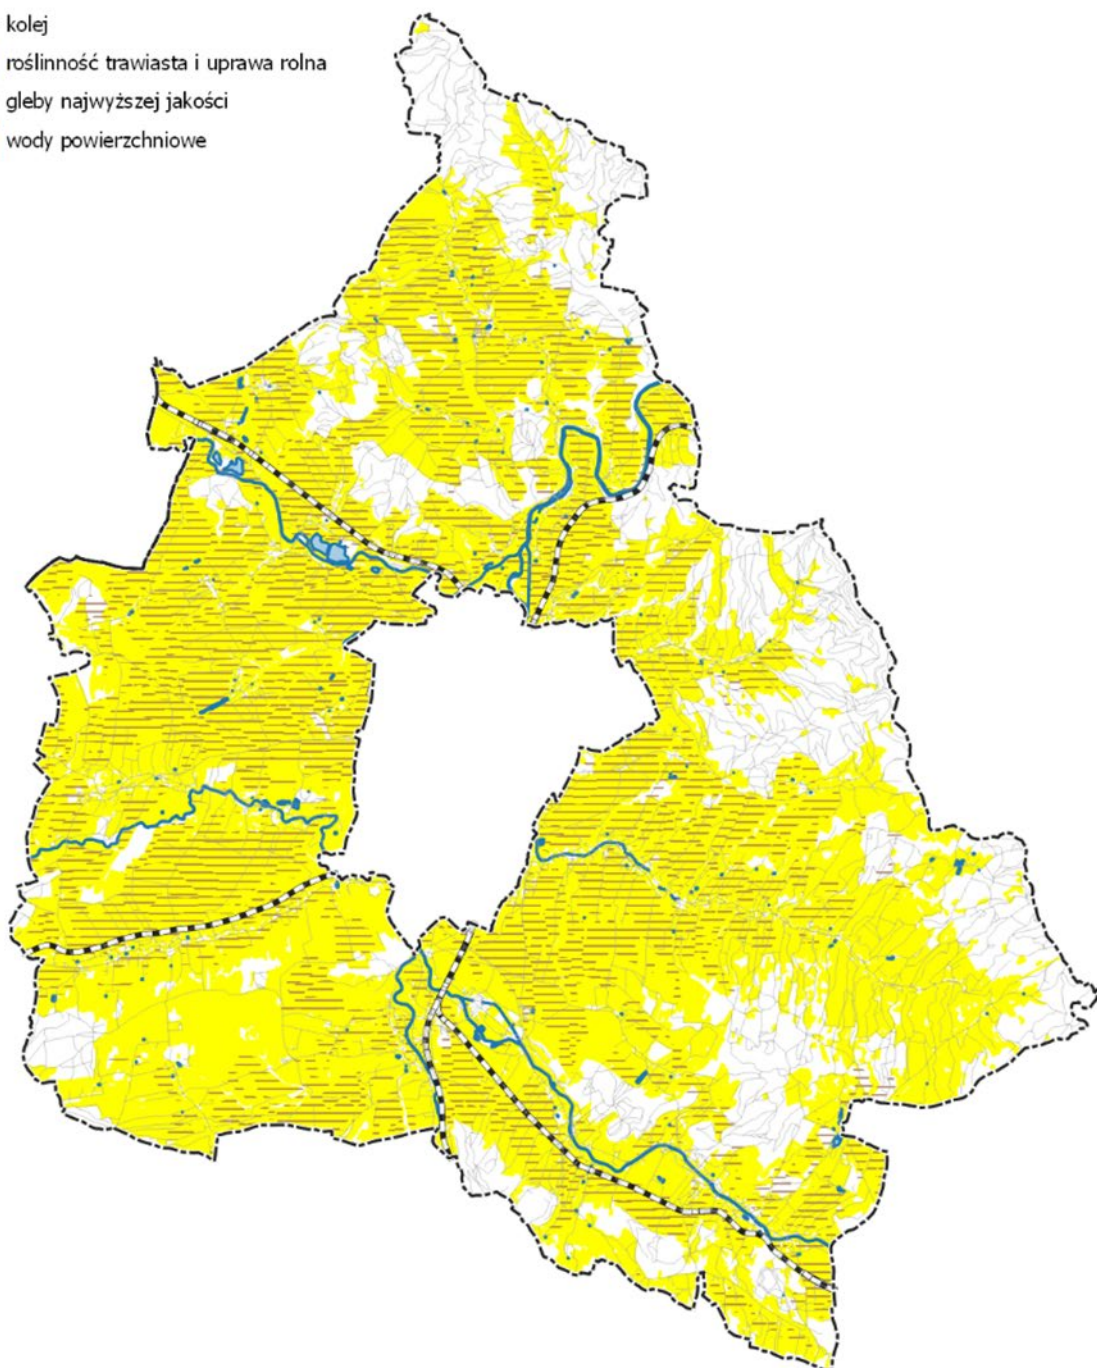 kolej
roślinność trawiasta i uprawa rolna
gleby najwyższej jakości
wody powierzchniowe